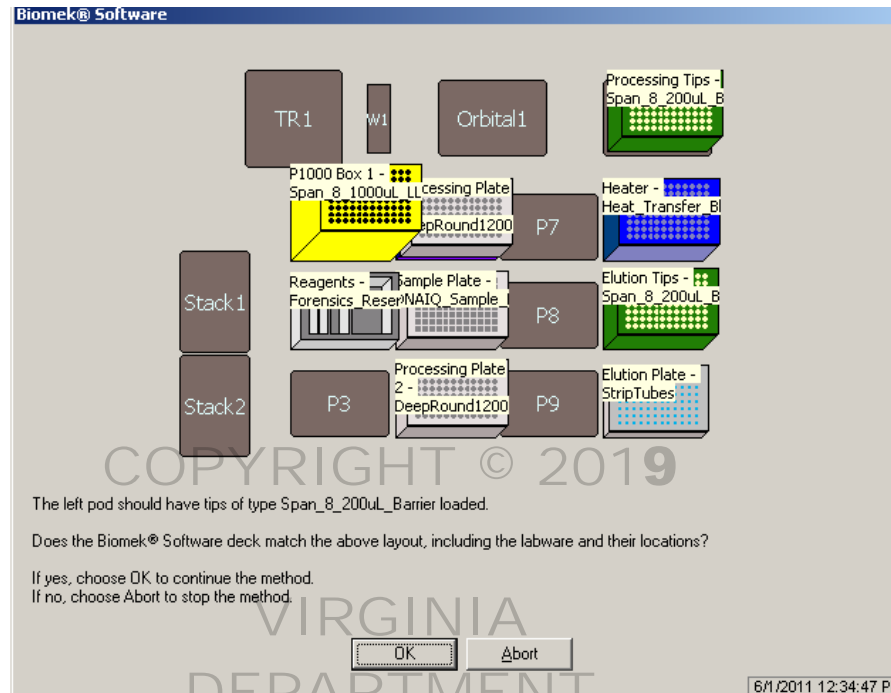 Biomek® Software
TR1
W1
Orbital1
Processing Tips -
Span_8_200uL_B
P1000 Box 1 -
Span_8_1000uL_LL
cessing Plate
epRound1200
P7
Heater -
Heat_Transfer_Bl
Stack1
Reagents -
Forensics_Reser
Sample Plate -
NAIQ_Sample_
P8
Elution Tips -
Span_8_200uL_B
Stack2
P3
Processing Plate
2 -
DeepRound1200
P9
Elution Plate -
StripTubes
COPYRIGHT © 2019
The left pod should have tips of type Span_8_200uL_Barrier loaded.
Does the Biomek® Software deck match the above layout, including the labware and their locations?
If yes, choose OK to continue the method.
If no, choose Abort to stop the method.
VIRGINIA
OK
Abort
DEPARTMENT
6/1/2011 12:34:47 P